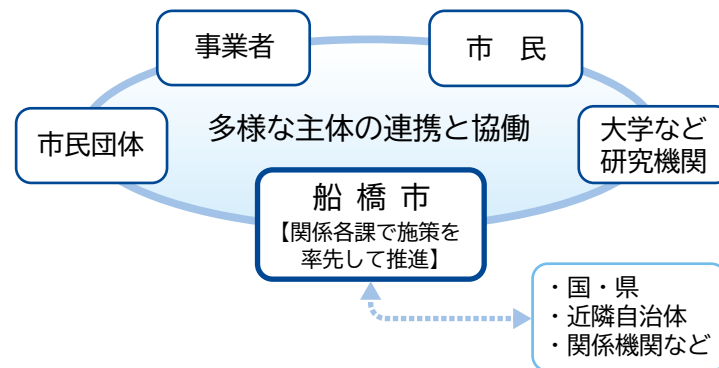 事業者
市　民
市民団体
多様な主体の連携と協働
大学など
研究機関
船 橋 市
【関係各課で施策を
率先して推進】
・国・県
・近隣自治体
・関係機関など